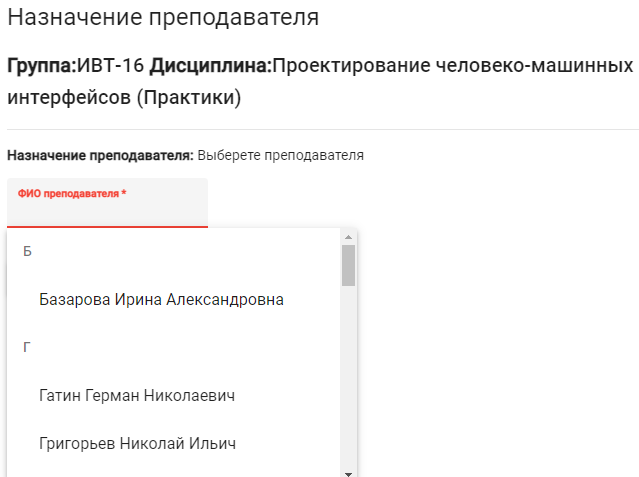 Назначение преподавателя
Группа:ИВТ-16 Дисциплина:Проектирование человеко-машинных
интерфейсов (Практики)
Назначение преподавателя: Выберете преподавателя
ФИО преподавателя *
Б
Базарова Ирина Александровна
Г
Гатин Герман Николаевич
Григорьев Николай Ильич